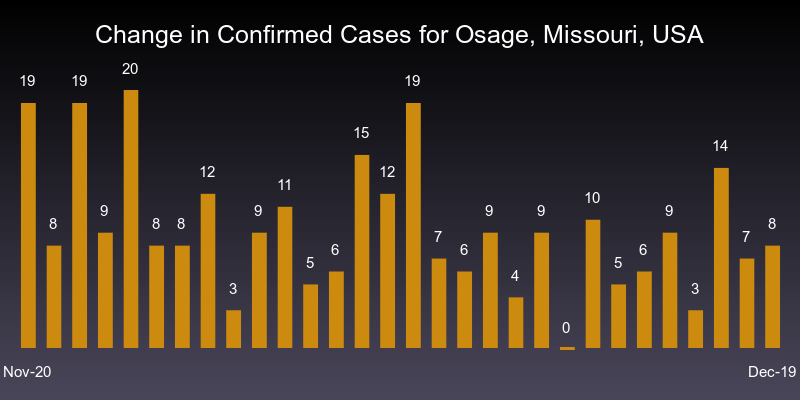 Change in Confirmed Cases for Osage, Missouri, USA
19 8 19 9 20 8 8 12 3 9 11 5 6 15 12 19 7 6 9 4 9 0 10 5 6 9 3 14 7 8
Nov-20 Dec-19